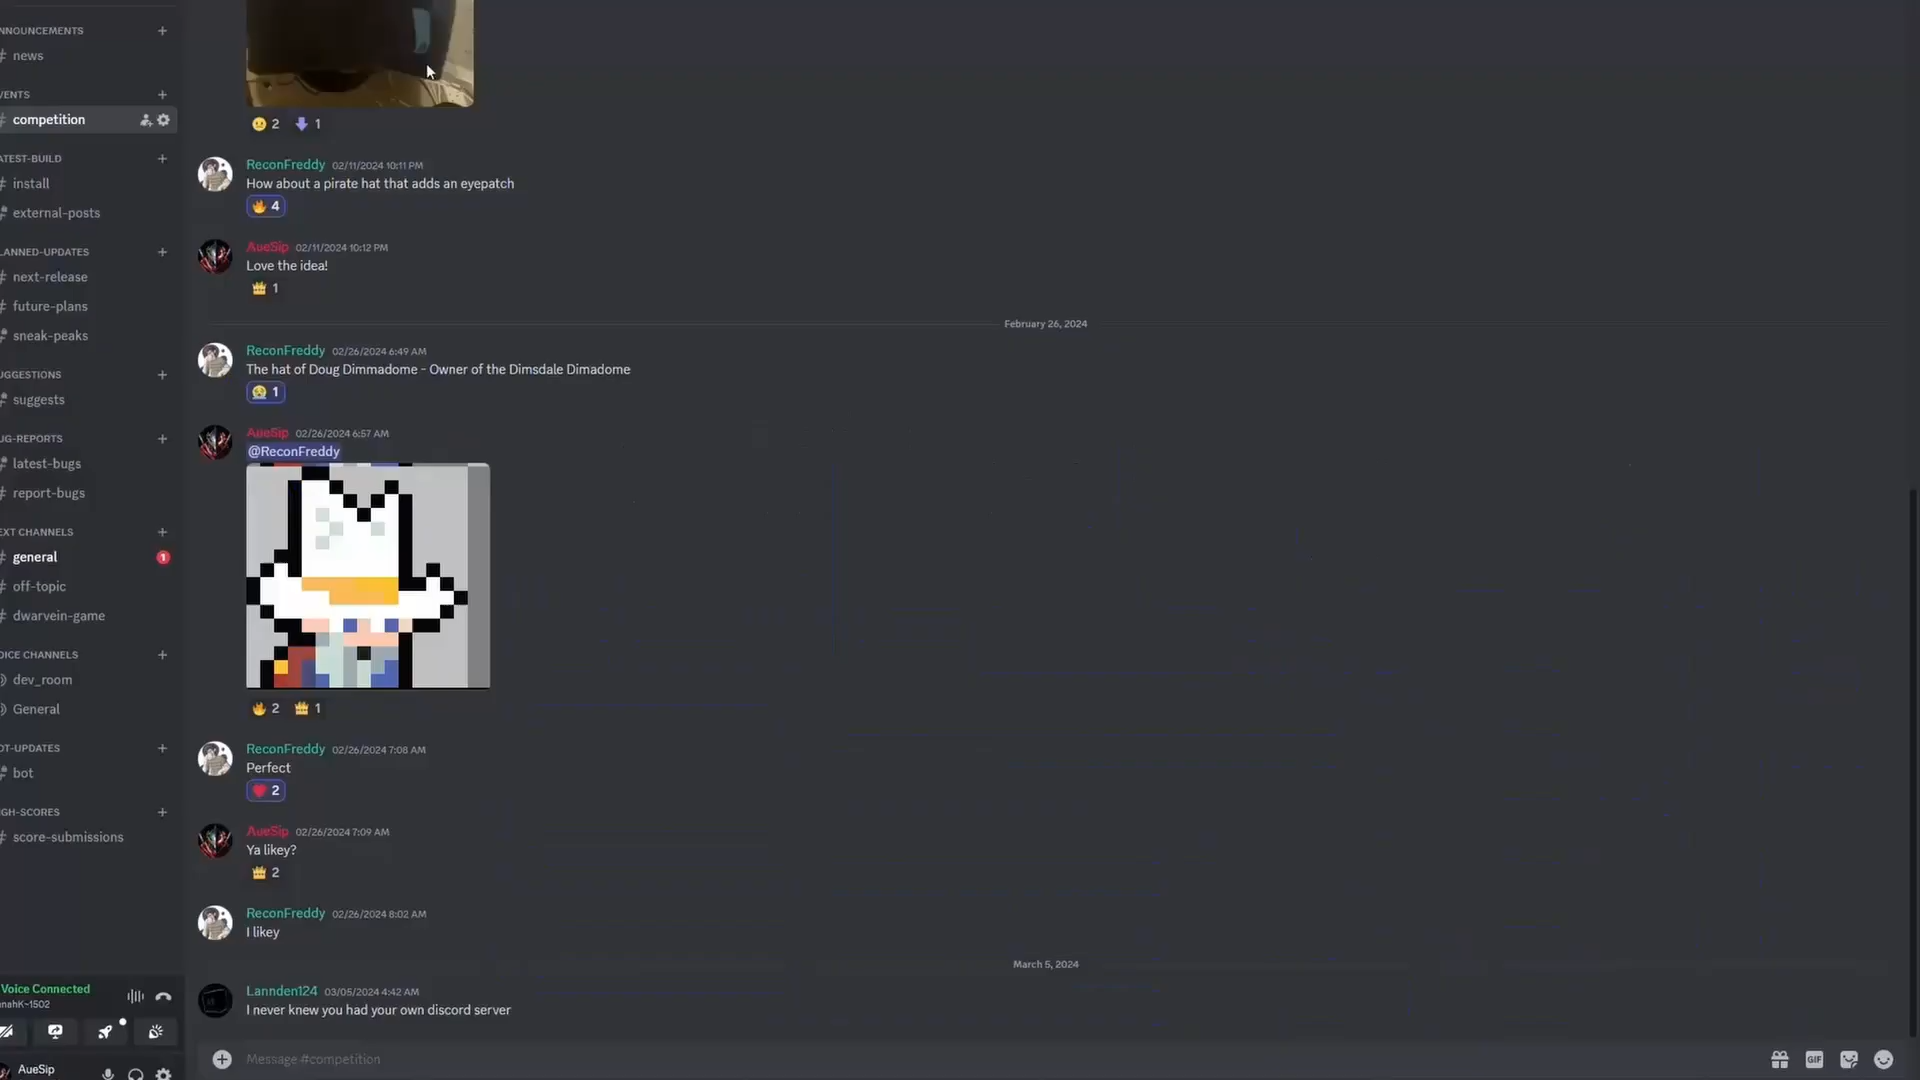 NNOUNCEMENTS
news
VENTS
competition
ATEST-BUILD
install
external-posts
LANNED-UPDATES
next-release
future-plans
sneak-peaks
UGGESTIONS
suggests
UG-REPORTS
latest-bugs
report-bugs
EXT CHANNELS
general
1
off-topic
dwarvein-game
OICE CHANNELS
dev_room
General
OT-UPDATES
bot
GH-SCORES
score-submissions
Voice Connected
nahK-1502
AueSip
2 1
ReconFreddy 02/11/2024 10:11 PM
How about a pirate hat that adds an eyepatch
4
AueSip 02/11/2024 10:12 PM
Love the idea!
1
February 26, 2024
ReconFreddy 02/26/2024 6:49 AM
The hat of Doug Dimmadome - Owner of the Dimsdale Dimadome
1
AueSip 02/26/2024 6:57 AM
@ReconFreddy
2 1
ReconFreddy 02/26/2024 7:08 AM
Perfect
2
AueSip 02/26/2024 7:09 AM
Ya likey?
2
ReconFreddy 02/26/2024 8:02 AM
I likey
March 5, 2024
Lannden124 03/05/2024 4:42 AM
I never knew you had your own discord server
Message #competition
GIF